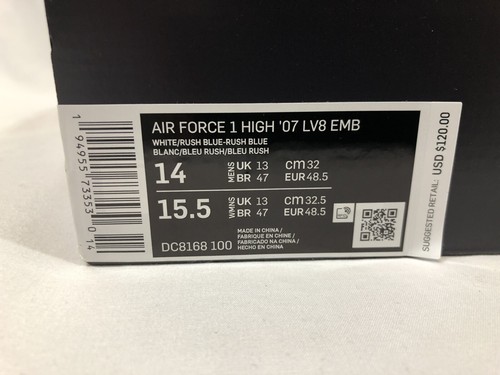 AIR FORCE 1 HIGH '07 LV8 EMB
WHITE/RUSH BLUE-RUSH BLUE
BLANC/BLEU RUSH/BLEU RUSH
14 MENS UK 13 CM 32
BR 47 EUR 48.5
15.5 WMNS UK 13 CM 32.5
BR 47 EUR 48.5
DC8168 100
MADE IN CHINA /
FABRIQUE EN CHINE /
FABRICADO NA CHINA /
HECHO EN CHINA
1 94955 73353 0 14
SUGGESTED RETAIL: USD $120.00